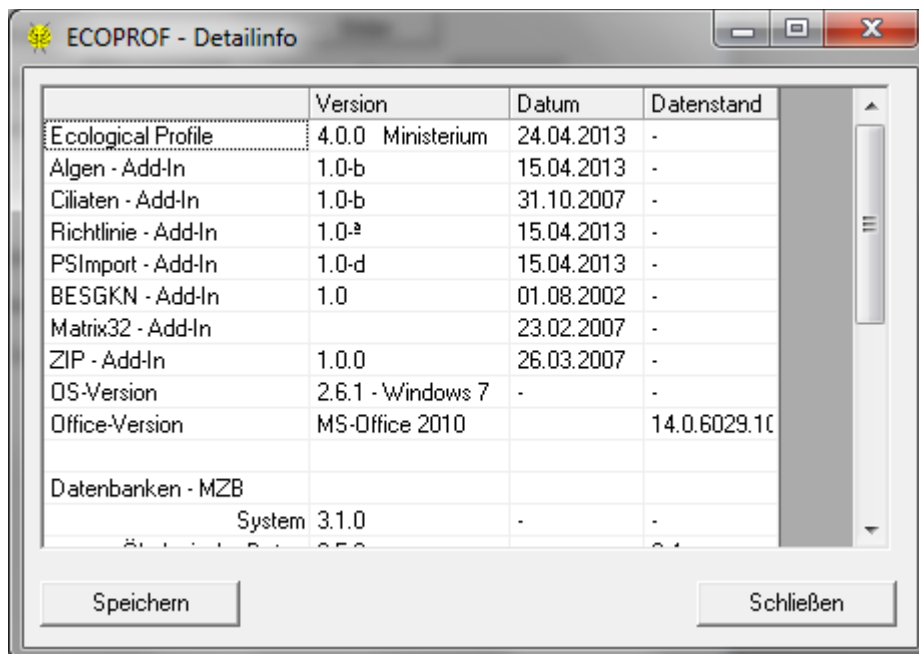 ECOPROF - Detailinfo
Version Datum Datenstand
Ecological Profile 4.0.0 Ministerium 24.04.2013 -
Algen - Add-In 1.0-b 15.04.2013 -
Ciliaten - Add-In 1.0-b 31.10.2007 -
Richtlinie - Add-In 1.0-ª 15.04.2013 -
PSImport - Add-In 1.0-d 15.04.2013 -
BESGKN - Add-In 1.0 01.08.2002 -
Matrix32 - Add-In 23.02.2007 -
ZIP - Add-In 1.0.0 26.03.2007 -
OS-Version 2.6.1 - Windows 7 - -
Office-Version MS-Office 2010 14.0.6029.10
Datenbanken - MZB
System 3.1.0 - -
Speichern Schließen